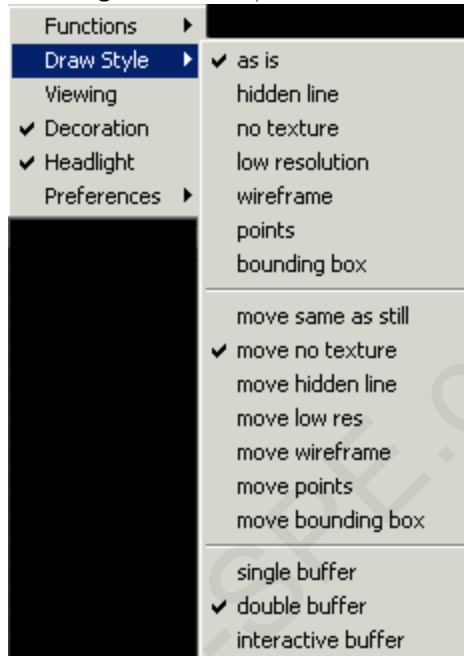 Functions
Draw Style
Viewing
Decoration
Headlight
Preferences
as is
hidden line
no texture
low resolution
wireframe
points
bounding box
move same as still
move no texture
move hidden line
move low res
move wireframe
move points
move bounding box
single buffer
double buffer
interactive buffer